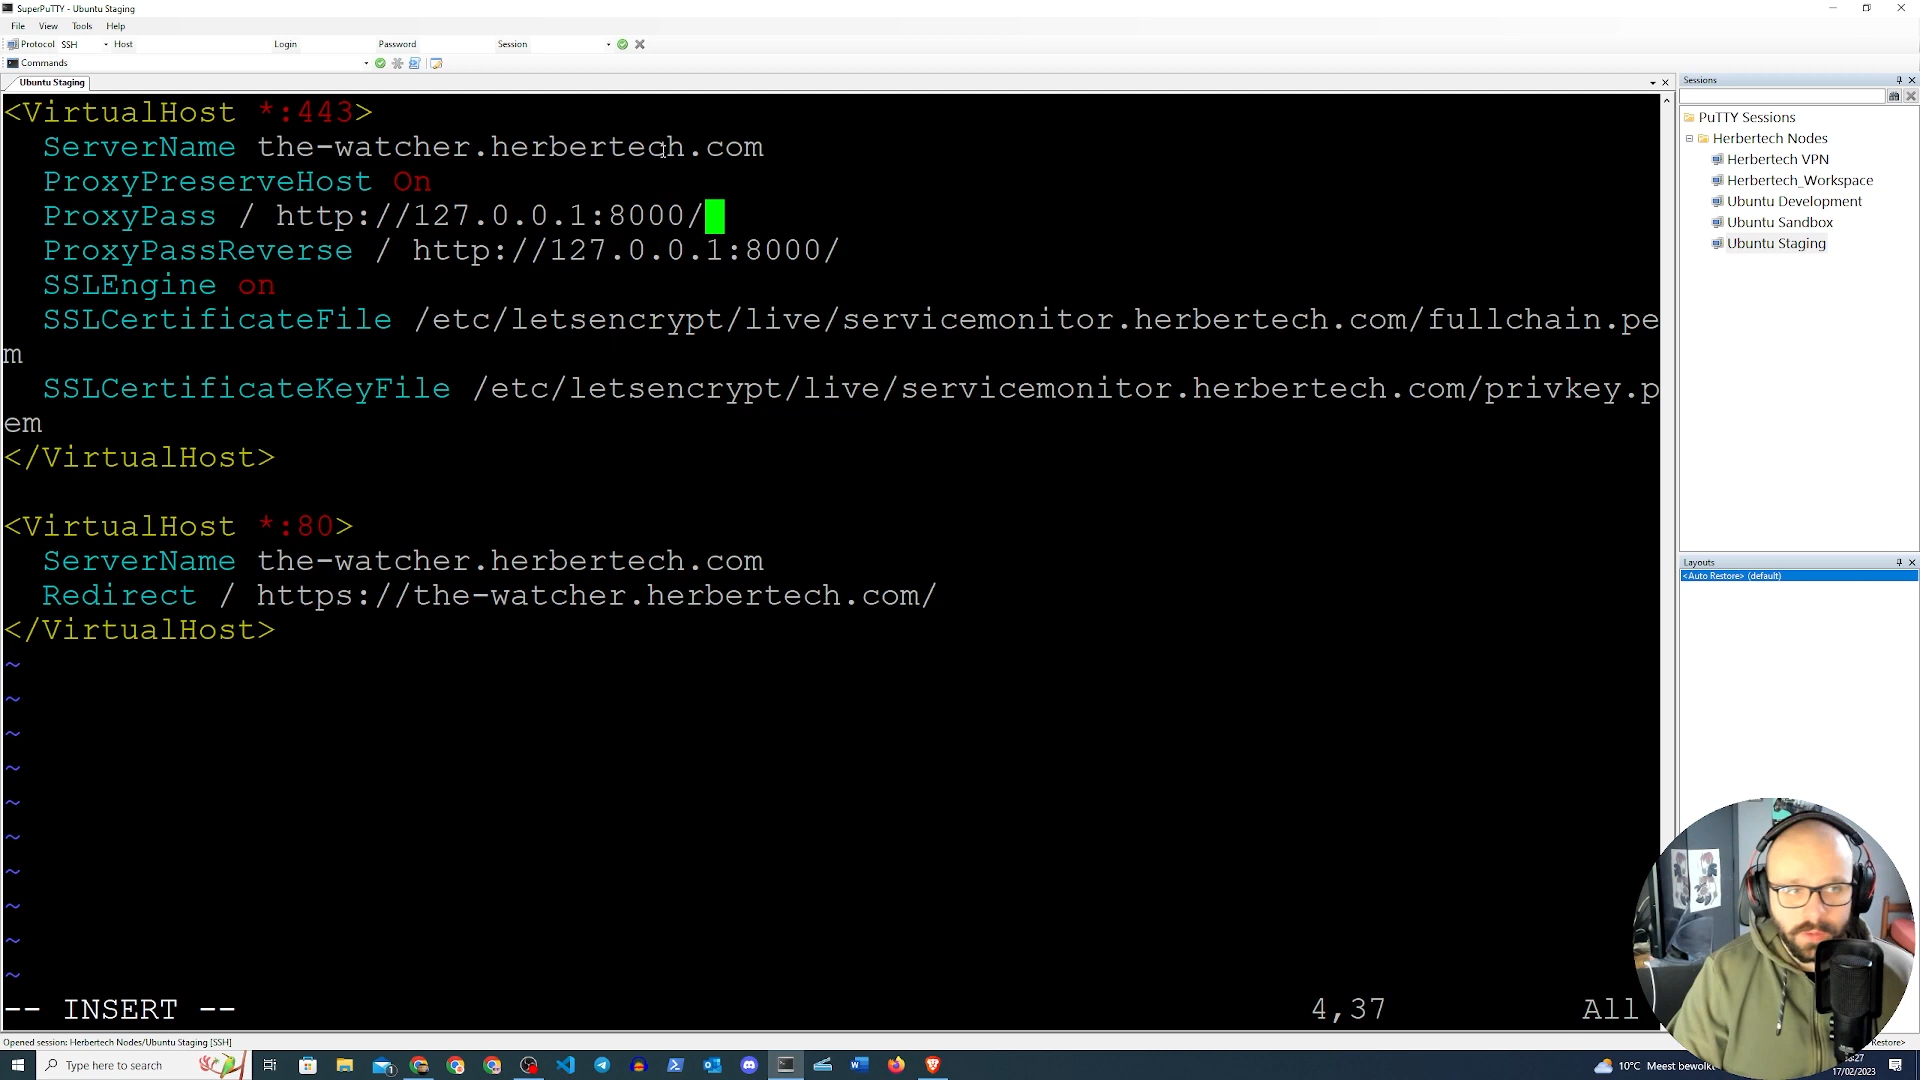 SuperPuTTY - Ubuntu Staging
File View Tools Help
Protocol SSH Host Login Password Session
Commands
Ubuntu Staging
<VirtualHost *:443>
  ServerName the-watcher.herbertech.com
  ProxyPreserveHost On
  ProxyPass / http://127.0.0.1:8000/
  ProxyPassReverse / http://127.0.0.1:8000/
  SSLEngine on
  SSLCertificateFile /etc/letsencrypt/live/servicemonitor.herbertech.com/fullchain.pe
m
  SSLCertificateKeyFile /etc/letsencrypt/live/servicemonitor.herbertech.com/privkey.p
em
</VirtualHost>
<VirtualHost *:80>
  ServerName the-watcher.herbertech.com
  Redirect / https://the-watcher.herbertech.com/
</VirtualHost>
~
~
~
~
~
~
~
~
~
~
-- INSERT -- 4,37 All
Sessions
PuTTY Sessions
Herbertech Nodes
Herbertech VPN
Herbertech_Workspace
Ubuntu Development
Ubuntu Sandbox
Ubuntu Staging
Layouts
<Auto Restore> (default)
Opened session: Herbertech Nodes/Ubuntu Staging [SSH]
Restore>
Type here to search
1
10°C Meest
17/02/2023